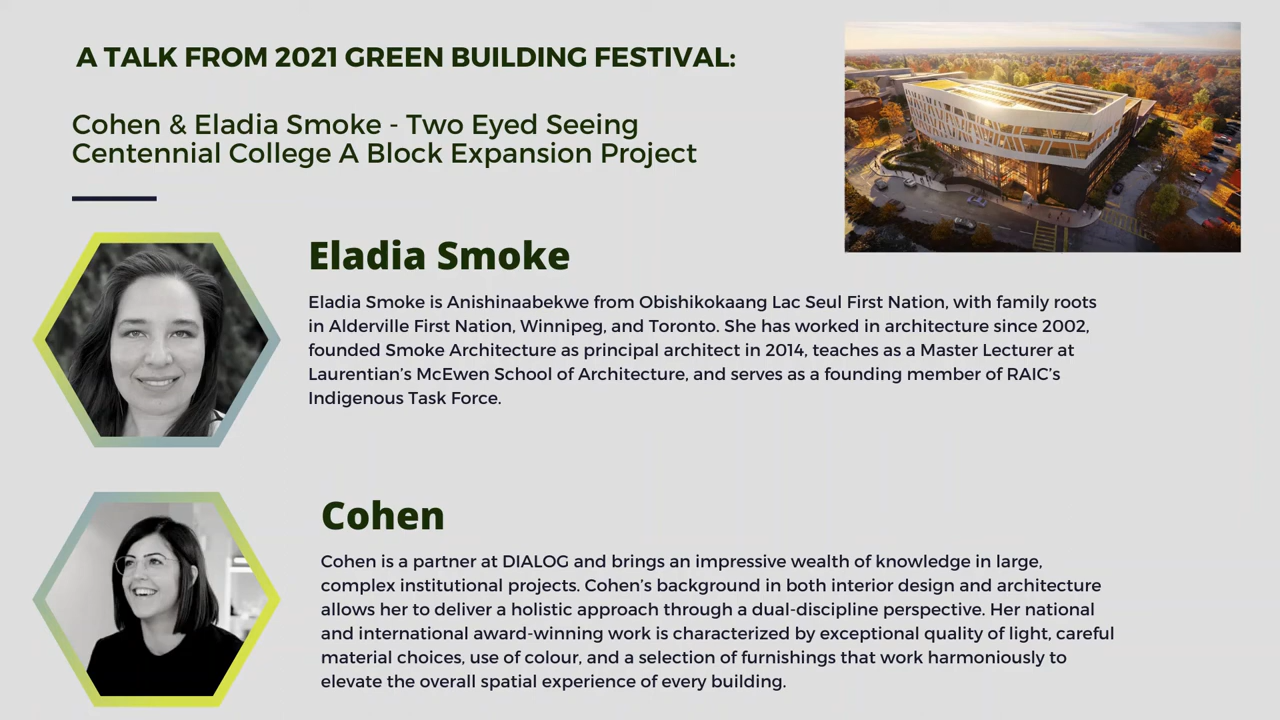 A TALK FROM 2021 GREEN BUILDING FESTIVAL:
Cohen & Eladia Smoke - Two Eyed Seeing
Centennial College A Block Expansion Project
Eladia Smoke
Eladia Smoke is Anishinaabekwe from Obishikokaang Lac Seul First Nation, with family roots
in Alderville First Nation, Winnipeg, and Toronto. She has worked in architecture since 2002,
founded Smoke Architecture as principal architect in 2014, teaches as a Master Lecturer at
Laurentian’s McEwen School of Architecture, and serves as a founding member of RAIC’s
Indigenous Task Force.
Cohen
Cohen is a partner at DIALOG and brings an impressive wealth of knowledge in large,
complex institutional projects. Cohen’s background in both interior design and architecture
allows her to deliver a holistic approach through a dual-discipline perspective. Her national
and international award-winning work is characterized by exceptional quality of light, careful
material choices, use of colour, and a selection of furnishings that work harmoniously to
elevate the overall spatial experience of every building.